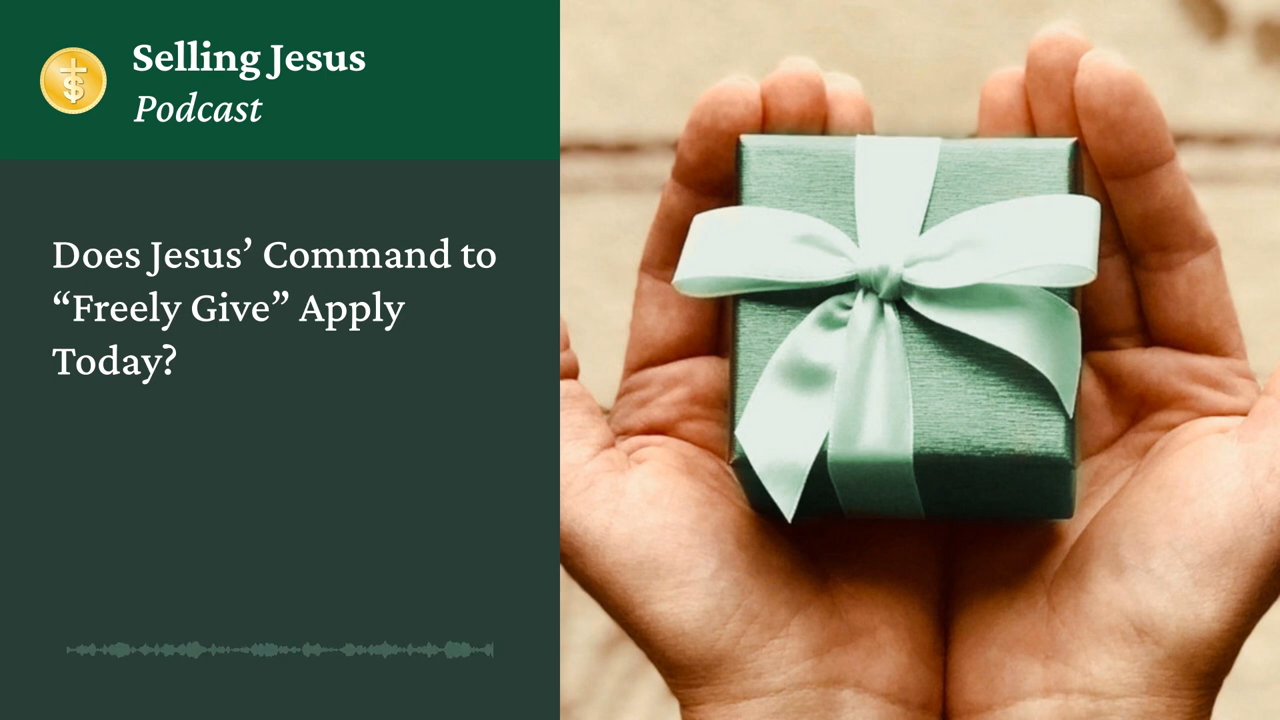 Selling Jesus
Podcast
Does Jesus’ Command to
“Freely Give” Apply
Today?